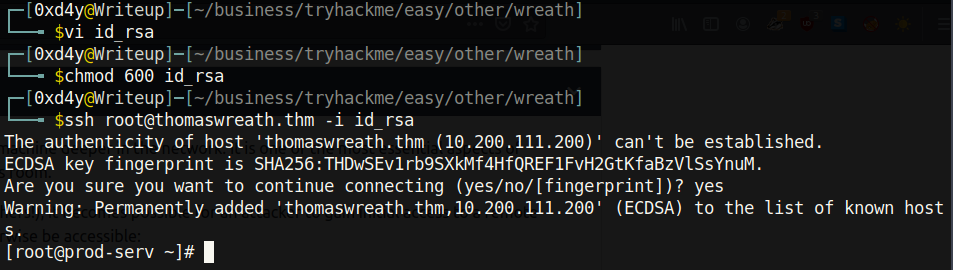 [0xd4y@Writeup]-[~/business/tryhackme/easy/other/wreath]
$vi id_rsa
[0xd4y@Writeup]-[~/business/tryhackme/easy/other/wreath]
$chmod 600 id_rsa
[0xd4y@Writeup]-[~/business/tryhackme/easy/other/wreath]
$ssh root@thomaswreath.thm -i id_rsa
The authenticity of host 'thomaswreath.thm (10.200.111.200)' can't be established.
ECDSA key fingerprint is SHA256:THDwSEv1rb9SXkMf4HfQREF1FvH2GtKfaBzVlSsYnuM.
Are you sure you want to continue connecting (yes/no/[fingerprint])? yes
Warning: Permanently added 'thomaswreath.thm,10.200.111.200' (ECDSA) to the list of known host
s.
[root@prod-serv ~]#